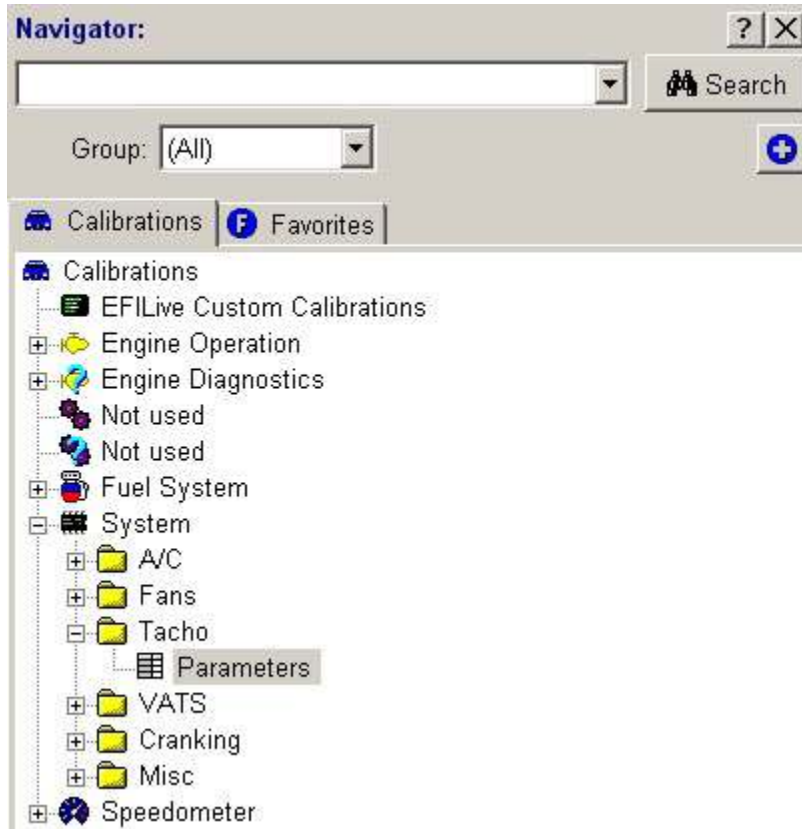 Navigator: ? X
Search
Group: (All)
Calibrations F Favorites
Calibrations
EFILive Custom Calibrations
Engine Operation
Engine Diagnostics
Not used
Not used
Fuel System
System
A/C
Fans
Tacho
Parameters
VATS
Cranking
Misc
Speedometer